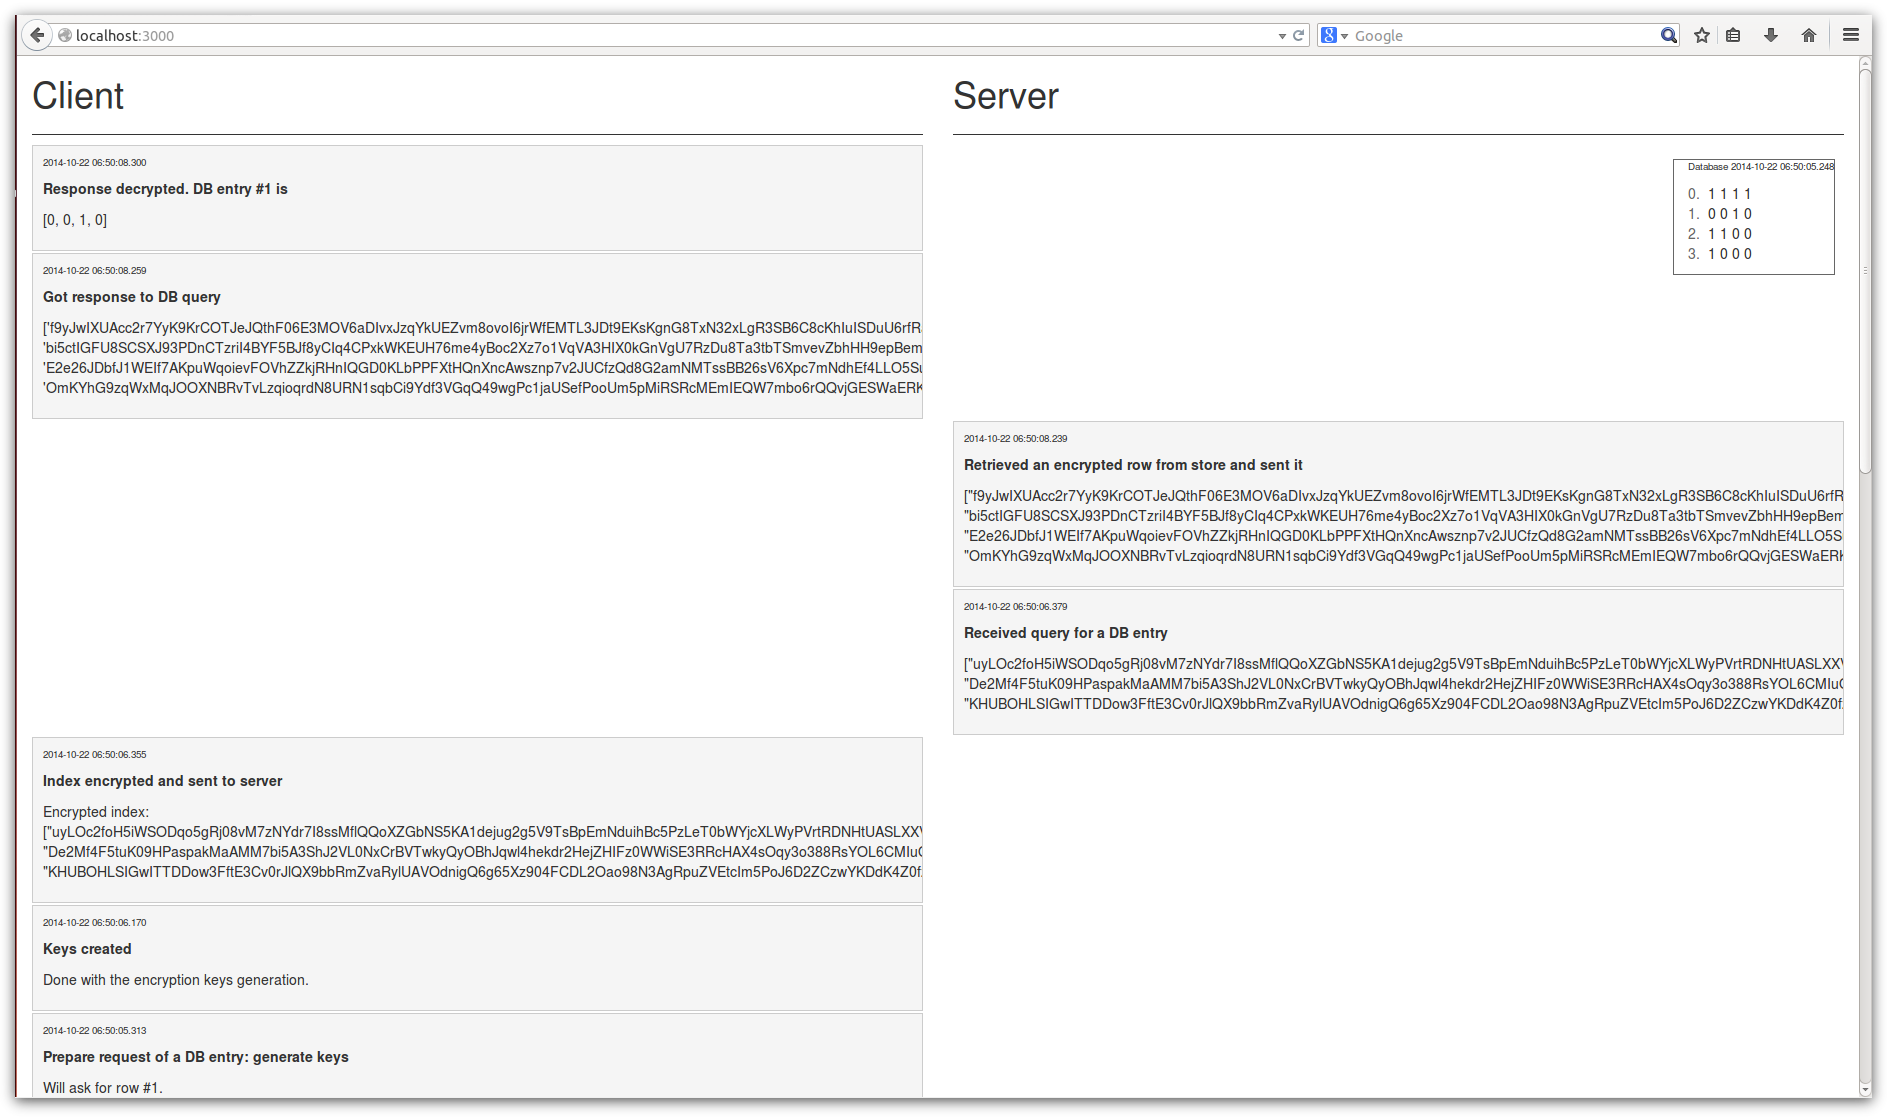 localhost:3000
Google
Client
2014-10-22 06:50:08.300
Response decrypted. DB entry #1 is
[0, 0, 1, 0]
2014-10-22 06:50:08.259
Got response to DB query
['f9yJwIXUAcc2r7YyK9KrCOTJeJQthF06E3MOV6aDIvxJzqYkUEZvm8ovoI6jrWfEMTL3JDt9EKsKgnG8TxN32xLgR3SB6C8cKhIuISDuU6rfR
'bi5ctIGFU8SCSXJ93PDnCTzriI4BYF5BJf8yCIq4CPxkWKEUH76me4yBoc2Xz7o1VqVA3HIX0kGnVgU7RzDu8Ta3tbTSmvevZbhHH9epBem
'E2e26JDbfJ1WEIf7AKpuWqoievFOVhZZkjRHnIQGD0KLbPPFXtHQnXncAwsznp7v2JUCfzQd8G2amNMTssBB26sV6Xpc7mNdhEf4LLO5Su
'OmKYhG9zqWxMqJOOXNBRvTvLzqioqrdN8URN1sqbCi9Ydf3VGqQ49wgPc1jaUSefPooUm5pMiRSRcMEmIEQW7mbo6rQQvjGESWaERK
2014-10-22 06:50:06.355
Index encrypted and sent to server
Encrypted index:
["uyLOc2foH5iWSODqo5gRj08vM7zNYdr7I8ssMflQQoXZGbNS5KA1dejug2g5V9TsBpEmNduihBc5PzLeT0bWYjcXLWyPVrtRDNHtUASLXXV
"De2Mf4F5tuK09HPaspakMaAMM7bi5A3ShJ2VL0NxCrBVTwkyQyOBhJqwl4hekdr2HejZHIFz0WWiSE3RRcHAX4sOqy3o388RsYOL6CMIu
"KHUBOHLSIGwITTDDow3FftE3Cv0rJlQX9bbRmZvaRylUAVOdnigQ6g65Xz904FCDL2Oao98N3AgRpuZVEtcIm5PoJ6D2ZCzwYKDdK4Z0f
2014-10-22 06:50:06.170
Keys created
Done with the encryption keys generation.
2014-10-22 06:50:05.313
Prepare request of a DB entry: generate keys
Will ask for row #1.
Server
Database 2014-10-22 06:50:05.248
0. 1 1 1 1
1. 0 0 1 0
2. 1 1 0 0
3. 1 0 0 0
2014-10-22 06:50:08.239
Retrieved an encrypted row from store and sent it
["f9yJwIXUAcc2r7YyK9KrCOTJeJQthF06E3MOV6aDIvxJzqYkUEZvm8ovoI6jrWfEMTL3JDt9EKsKgnG8TxN32xLgR3SB6C8cKhIuISDuU6rfR
"bi5ctIGFU8SCSXJ93PDnCTzriI4BYF5BJf8yCIq4CPxkWKEUH76me4yBoc2Xz7o1VqVA3HIX0kGnVgU7RzDu8Ta3tbTSmvevZbhHH9epBem
"E2e26JDbfJ1WEIf7AKpuWqoievFOVhZZkjRHnIQGD0KLbPPFXtHQnXncAwsznp7v2JUCfzQd8G2amNMTssBB26sV6Xpc7mNdhEf4LLO5S
"OmKYhG9zqWxMqJOOXNBRvTvLzqioqrdN8URN1sqbCi9Ydf3VGqQ49wgPc1jaUSefPooUm5pMiRSRcMEmIEQW7mbo6rQQvjGESWaERK
2014-10-22 06:50:06.379
Received query for a DB entry
["uyLOc2foH5iWSODqo5gRj08vM7zNYdr7I8ssMflQQoXZGbNS5KA1dejug2g5V9TsBpEmNduihBc5PzLeT0bWYjcXLWyPVrtRDNHtUASLXXV
"De2Mf4F5tuK09HPaspakMaAMM7bi5A3ShJ2VL0NxCrBVTwkyQyOBhJqwl4hekdr2HejZHIFz0WWiSE3RRcHAX4sOqy3o388RsYOL6CMIu
"KHUBOHLSIGwITTDDow3FftE3Cv0rJlQX9bbRmZvaRylUAVOdnigQ6g65Xz904FCDL2Oao98N3AgRpuZVEtcIm5PoJ6D2ZCzwYKDdK4Z0f